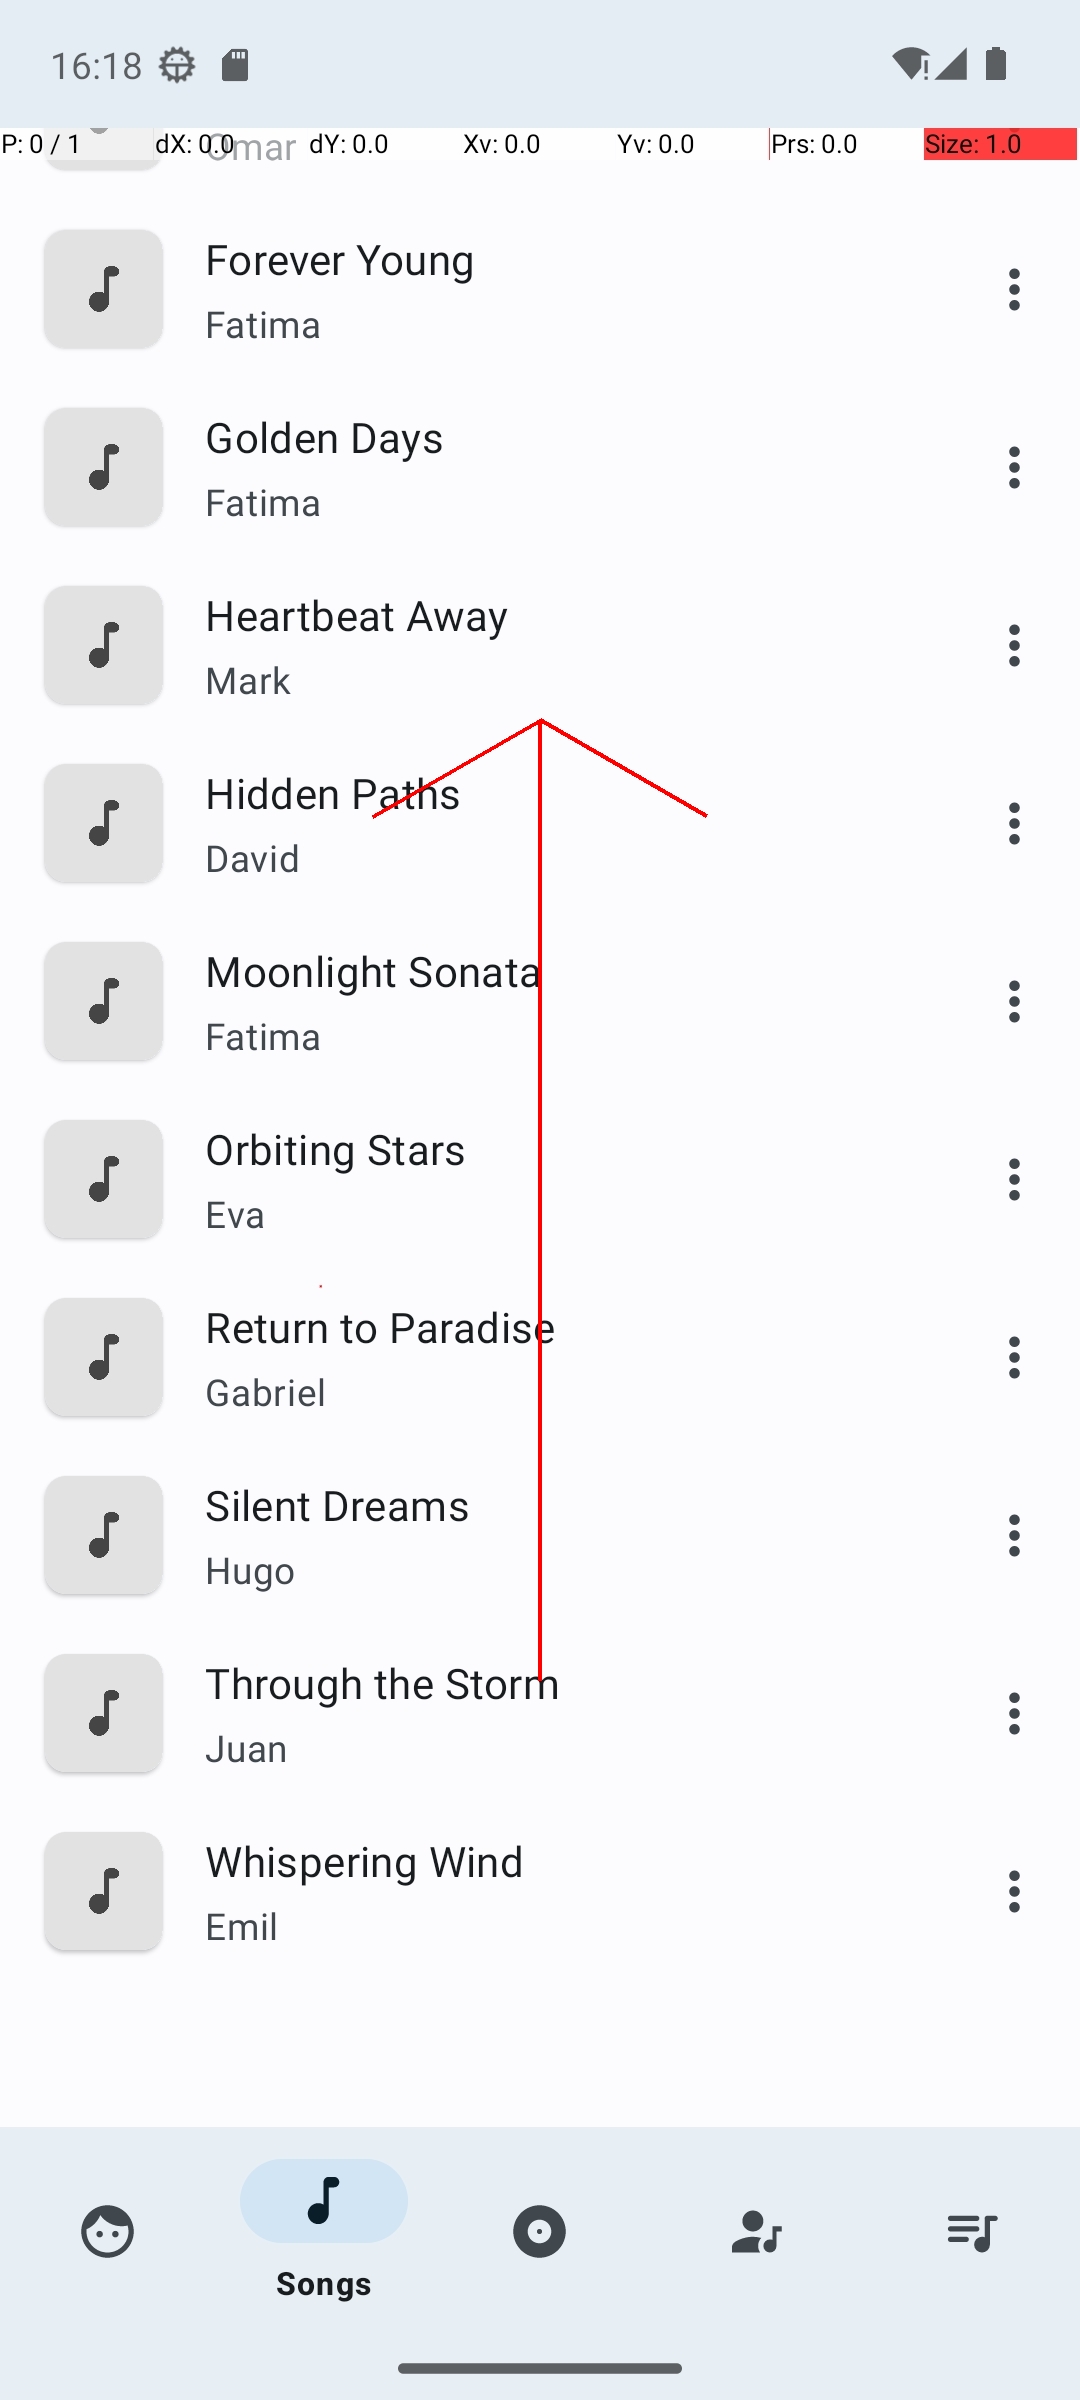 16:18
P: 0 / 1 dX: 0.0 dY: 0.0 Xv: 0.0 Yv: 0.0 Prs: 0.0 Size: 1.0
Omar
Forever Young
Fatima
Golden Days
Fatima
Heartbeat Away
Mark
Hidden Paths
David
Moonlight Sonata
Fatima
Orbiting Stars
Eva
Return to Paradise
Gabriel
Silent Dreams
Hugo
Through the Storm
Juan
Whispering Wind
Emil
Songs